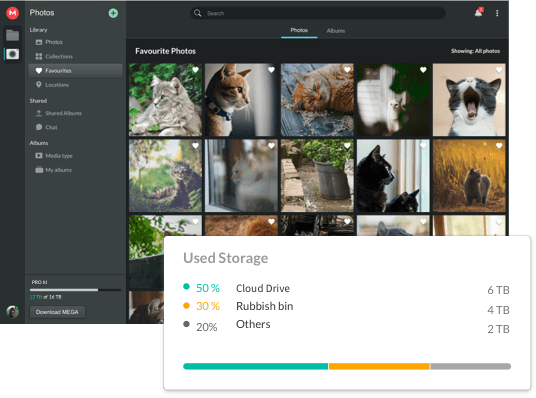 M
Photos
Search
Library
Photos
Collections
Favourites
Locations
Shared
Shared Albums
Chat
Albums
Media type
My albums
PRO III
12 TB of 16 TB
Download MEGA
Photos Albums
Favourite Photos
Showing: All photos
Used Storage
50 % Cloud Drive 6 TB
30 % Rubbish bin 4 TB
20% Others 2 TB